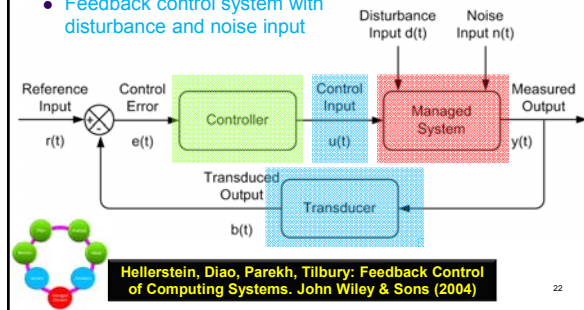 • Feedback control system with
disturbance and noise input
Disturbance
Input d(t)
Noise
Input n(t)
Reference
Input
r(t)
+
-
Control
Error
e(t)
Controller
Control
Input
u(t)
Managed
System
Measured
Output
y(t)
Transduced
Output
b(t)
Transducer
Hellerstein, Diao, Parekh, Tilbury: Feedback Control
of Computing Systems. John Wiley & Sons (2004)
22